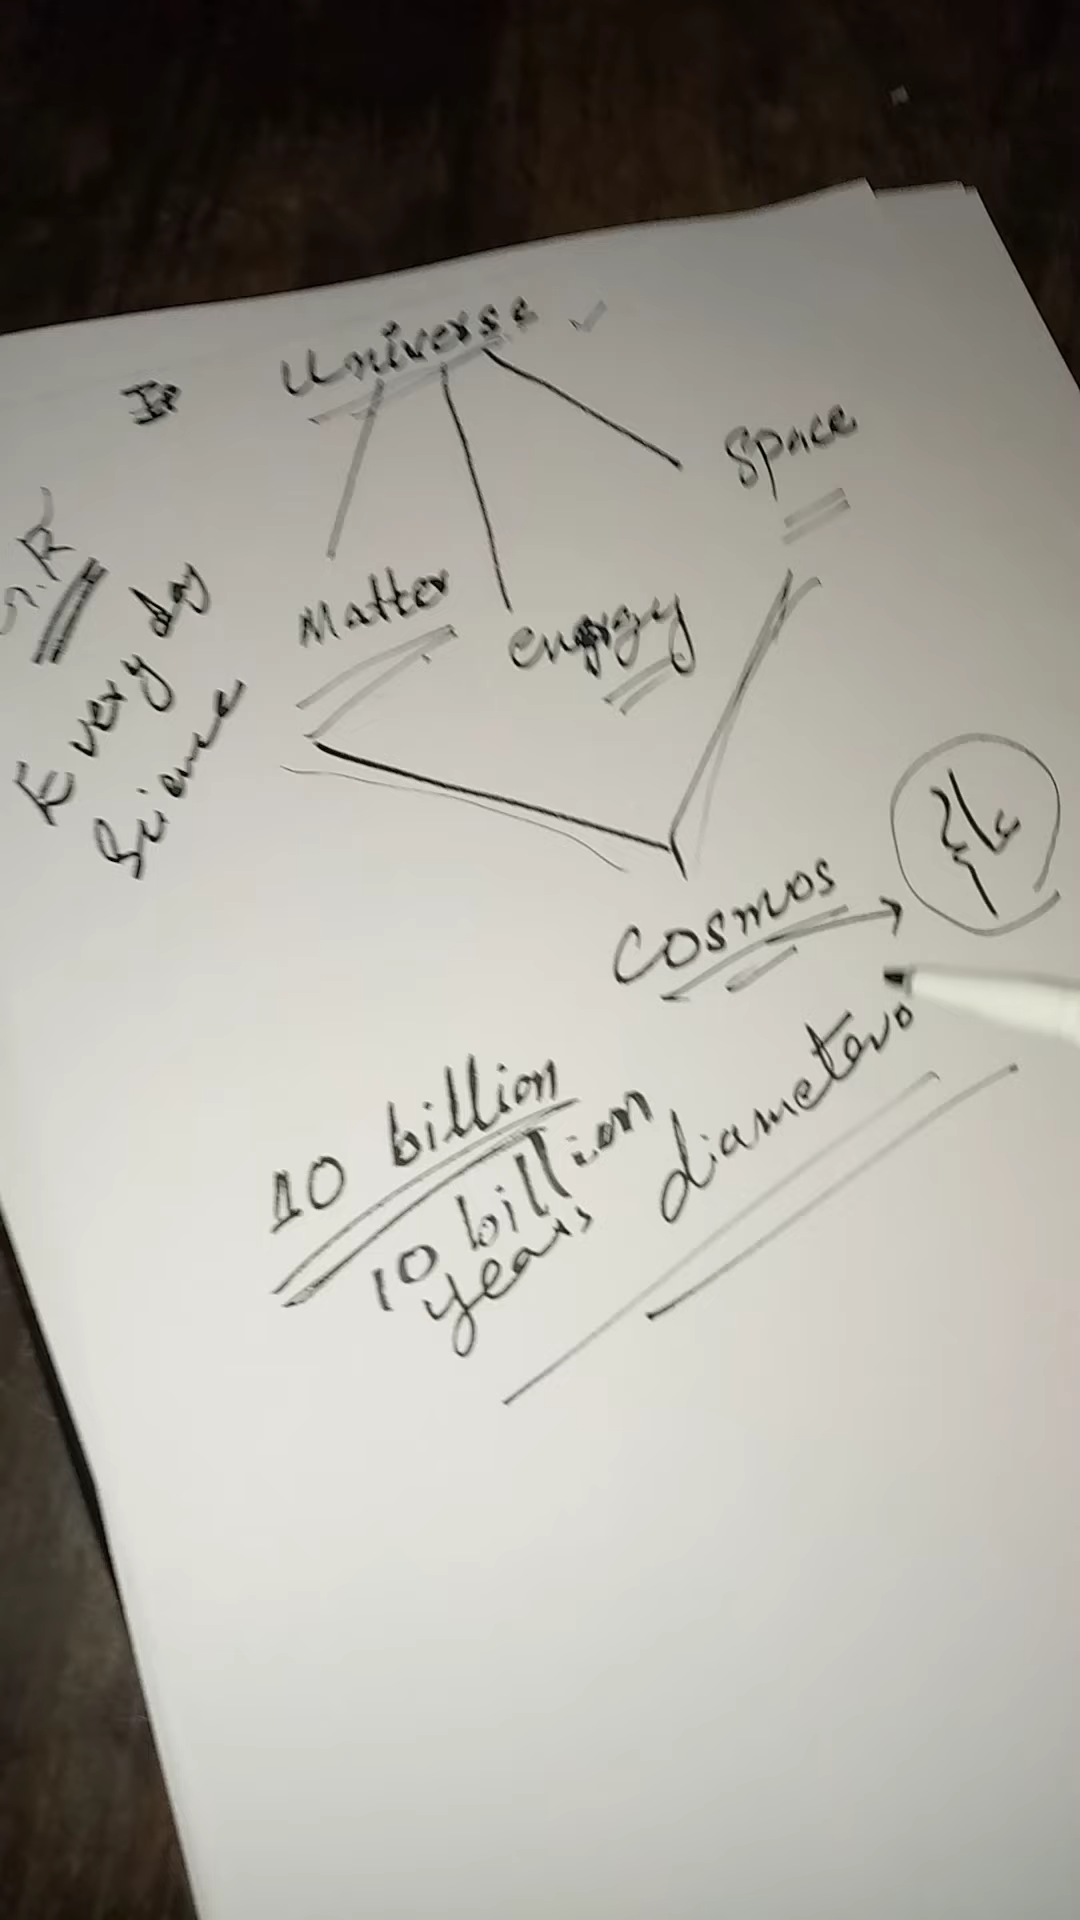 Universe
Space
Matter
energy
S.R
Every day
Science
Cosmos
10 billion
10 billion
years
diameter